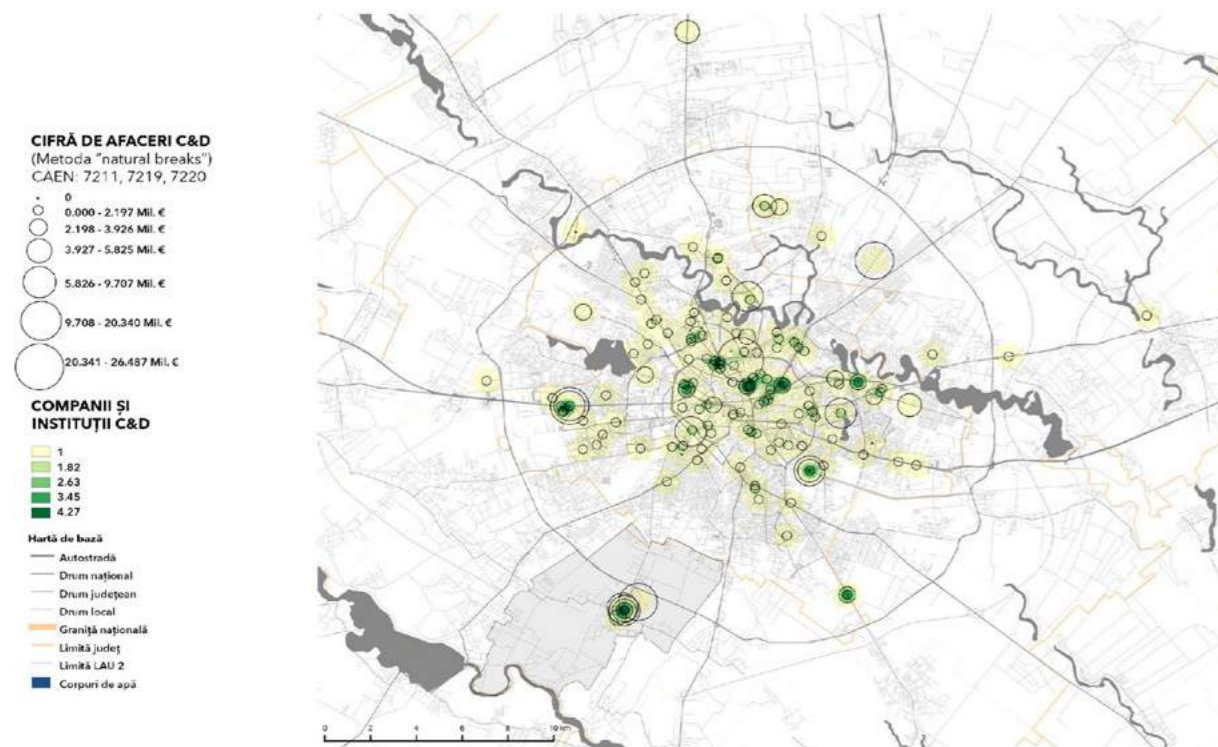 CIFRĂ DE AFACERI C&D
(Metoda "natural breaks")
CAEN: 7211, 7219, 7220
0
0.000 - 2.197 Mil. €
2.198 - 3.926 Mil. €
3.927 - 5.825 Mil. €
5.826 - 9.707 Mil. €
9.708 - 20.340 Mil. €
20.341 - 26.487 Mil. €
COMPANII ȘI
INSTITUȚII C&D
1
1.82
2.63
3.45
4.27
Hartă de bază
Autostradă
Drum național
Drum județean
Drum local
Graniță națională
Limită județ
Limită LAU 2
Corpuri de apă
0 2 4 6 8 10 km